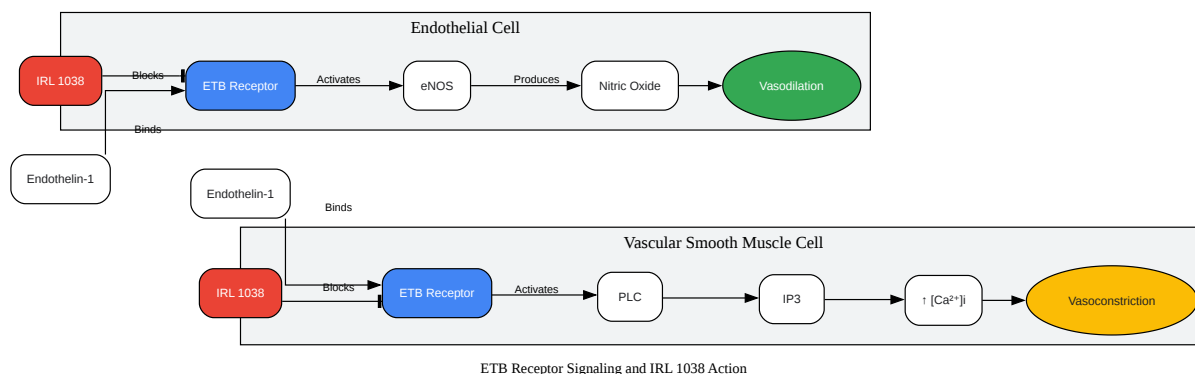 Endothelial Cell
IRL 1038
Blocks
ETB Receptor
Activates
eNOS
Produces
Nitric Oxide
Vasodilation
Binds
Endothelin-1
Endothelin-1
Binds
Vascular Smooth Muscle Cell
IRL 1038
Blocks
ETB Receptor
Activates
PLC
IP3
↑ [Ca²⁺]i
Vasoconstriction
ETB Receptor Signaling and IRL 1038 Action